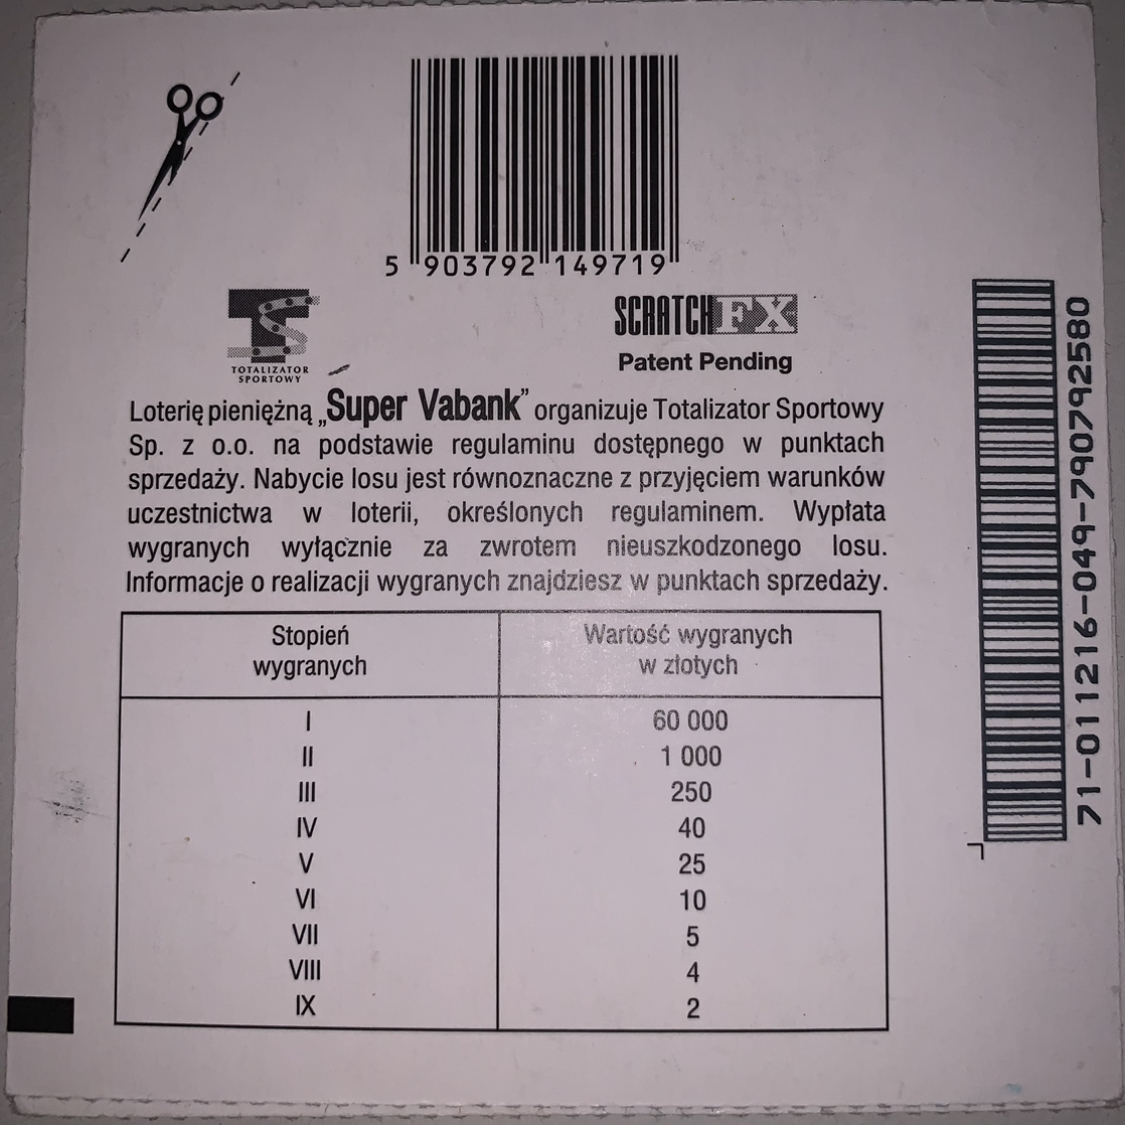 5 903792 149719
TOTALIZATOR
SPORTOWY
SCRATCH FX
Patent Pending
Loterię pieniężną „Super Vabank” organizuje Totalizator Sportowy
Sp. z o.o. na podstawie regulaminu dostępnego w punktach
sprzedaży. Nabycie losu jest równoznaczne z przyjęciem warunków
uczestnictwa w loterii, określonych regulaminem. Wypłata
wygranych wyłącznie za zwrotem nieuszkodzonego losu.
Informacje o realizacji wygranych znajdziesz w punktach sprzedaży.
Stopień
wygranych
Wartość wygranych
w złotych
I 60 000
II 1 000
III 250
IV 40
V 25
VI 10
VII 5
VIII 4
IX 2
71-011216-049-790792580